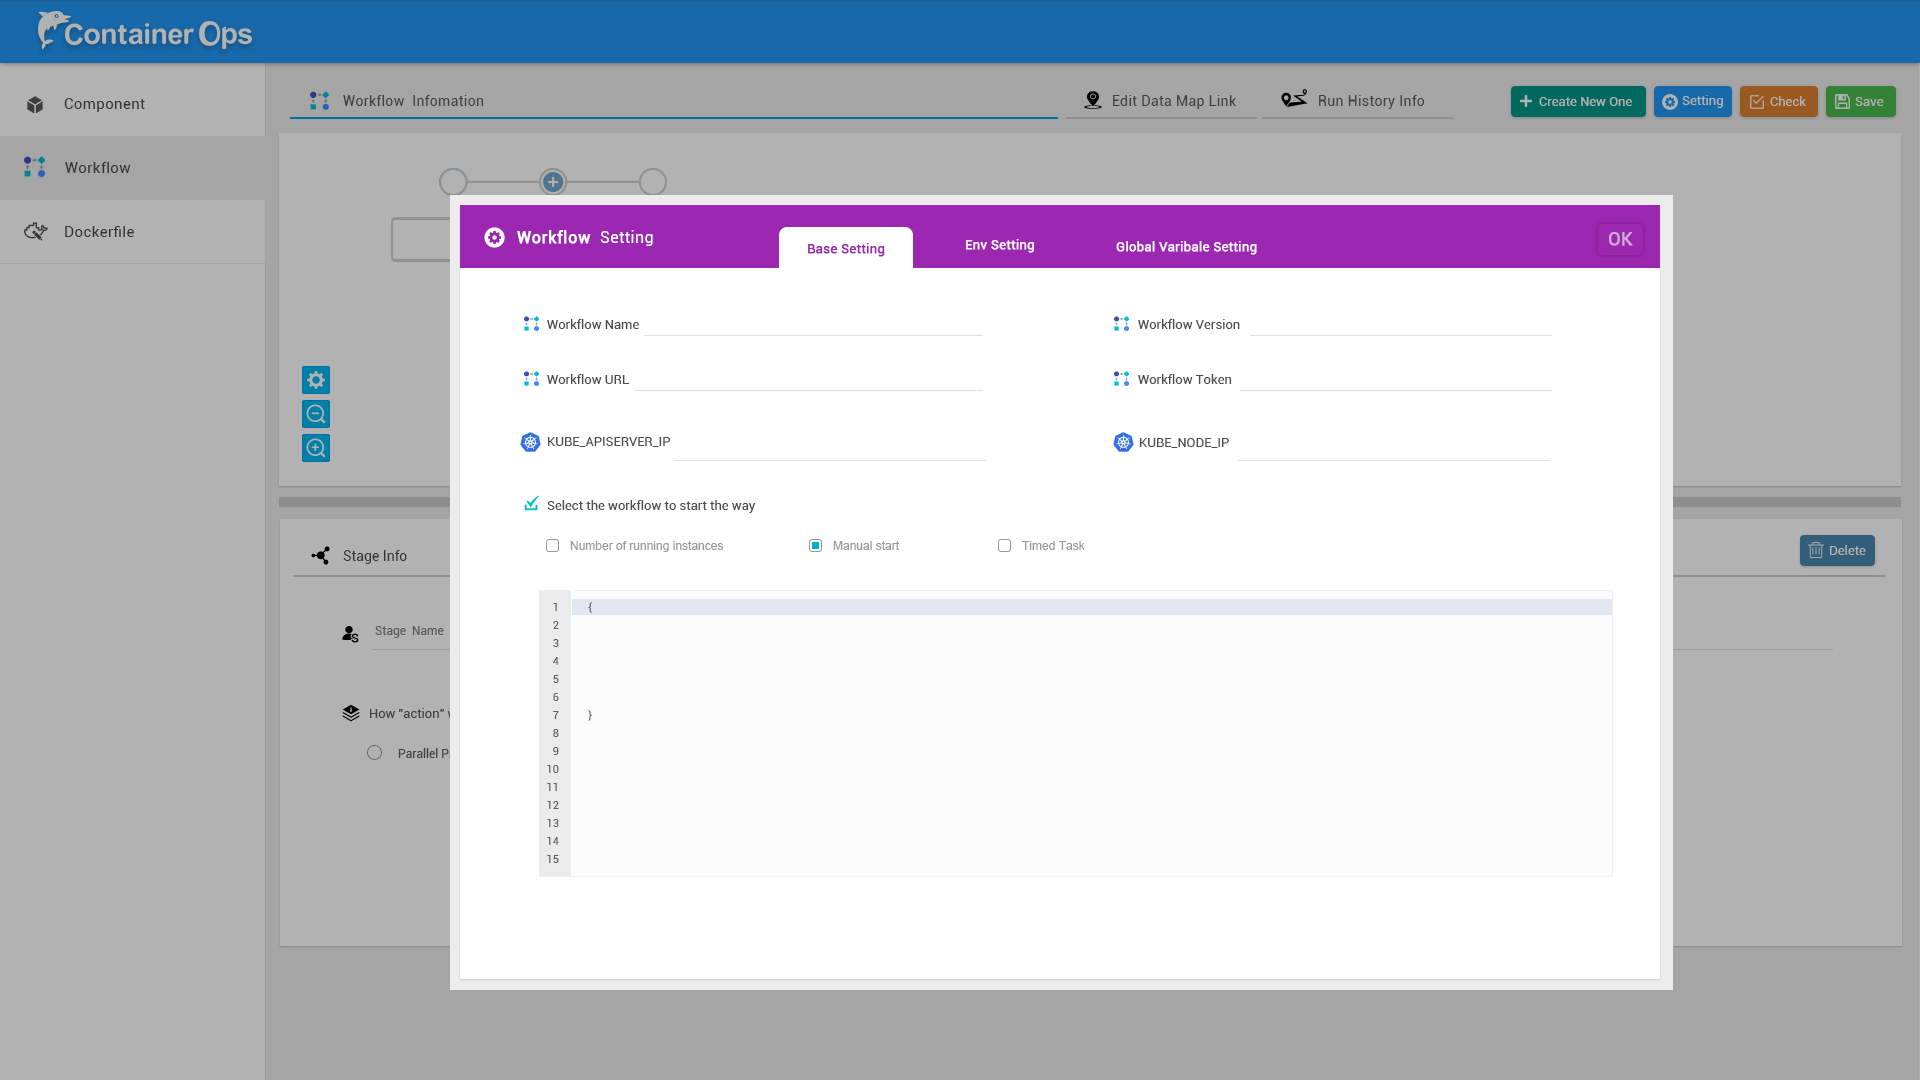 Container Ops
Component
Workflow
Dockerfile
Workflow Infomation
Edit Data Map Link
Run History Info
Create New One
Setting
Check
Save
Workflow Setting
Base Setting
Env Setting
Global Varibale Setting
OK
Workflow Name
Workflow Version
Workflow URL
Workflow Token
KUBE_APISERVER_IP
KUBE_NODE_IP
Select the workflow to start the way
Number of running instances
Manual start
Timed Task
1 {
2
3
4
5
6
7 }
8
9
10
11
12
13
14
15
Stage Info
Delete
Stage Name
How "action"
Parallel